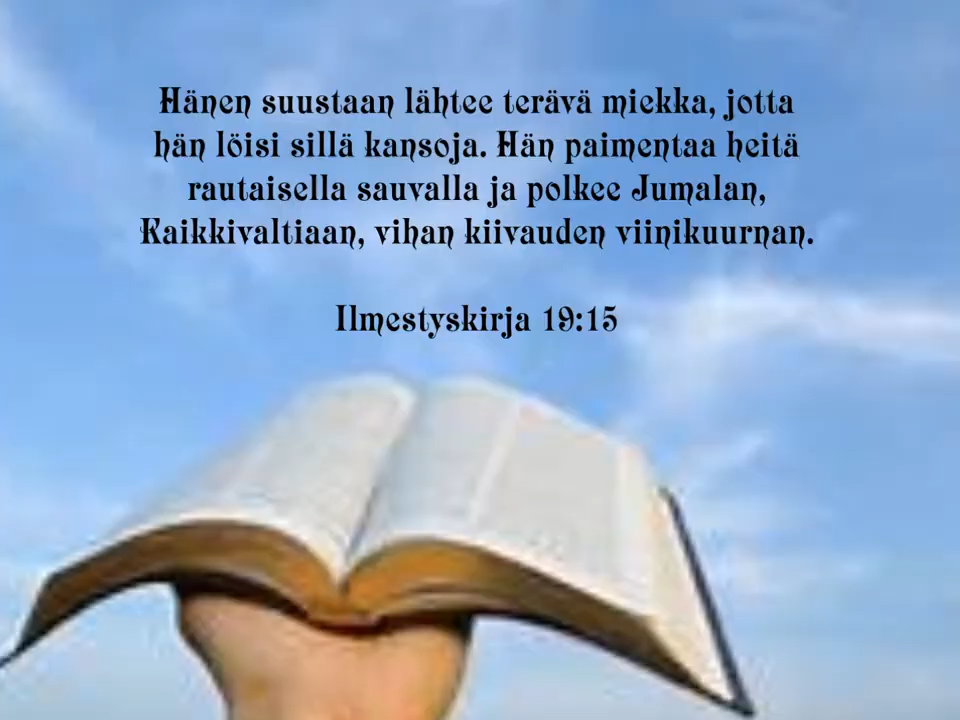 Hänen suustaan lähtee terävä miekka, jotta
hän löisi sillä kansoja. Hän paimentaa heitä
rautaisella sauvalla ja polkee Jumalan,
Kaikkivaltiaan, vihan kiivauden viinikuurnan.
Ilmestyskirja 19:15